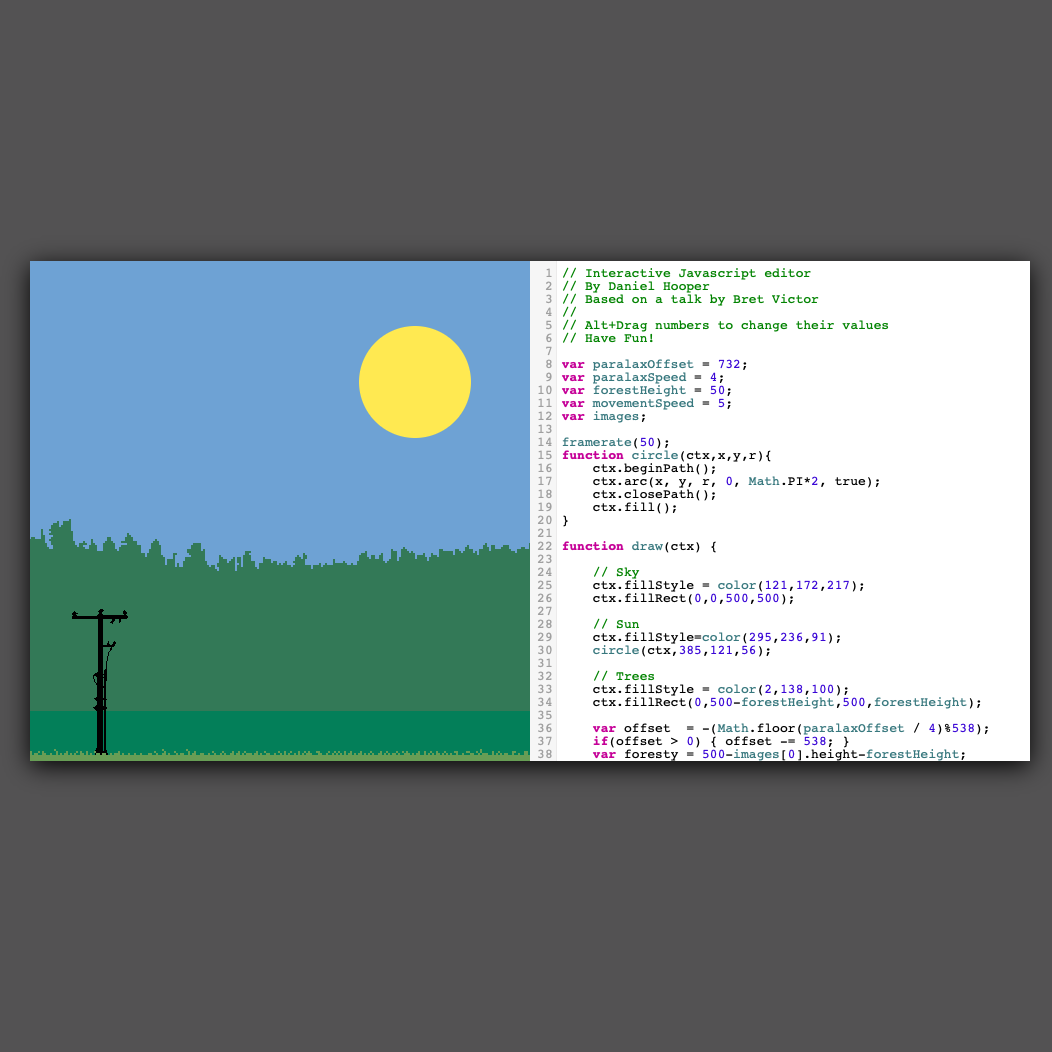 1 // Interactive Javascript editor
2 // By Daniel Hooper
3 // Based on a talk by Bret Victor
4 //
5 // Alt+Drag numbers to change their values
6 // Have Fun!
7
8 var paralaxOffset = 732;
9 var paralaxSpeed = 4;
10 var forestHeight = 50;
11 var movementSpeed = 5;
12 var images;
13
14 framerate(50);
15 function circle(ctx,x,y,r){
16     ctx.beginPath();
17     ctx.arc(x, y, r, 0, Math.PI*2, true);
18     ctx.closePath();
19     ctx.fill();
20 }
21
22 function draw(ctx) {
23
24     // Sky
25     ctx.fillStyle = color(121,172,217);
26     ctx.fillRect(0,0,500,500);
27
28     // Sun
29     ctx.fillStyle=color(295,236,91);
30     circle(ctx,385,121,56);
31
32     // Trees
33     ctx.fillStyle = color(2,138,100);
34     ctx.fillRect(0,500-forestHeight,500,forestHeight);
35
36     var offset  = -(Math.floor(paralaxOffset / 4)%538);
37     if(offset > 0) { offset -= 538; }
38     var foresty = 500-images[0].height-forestHeight;